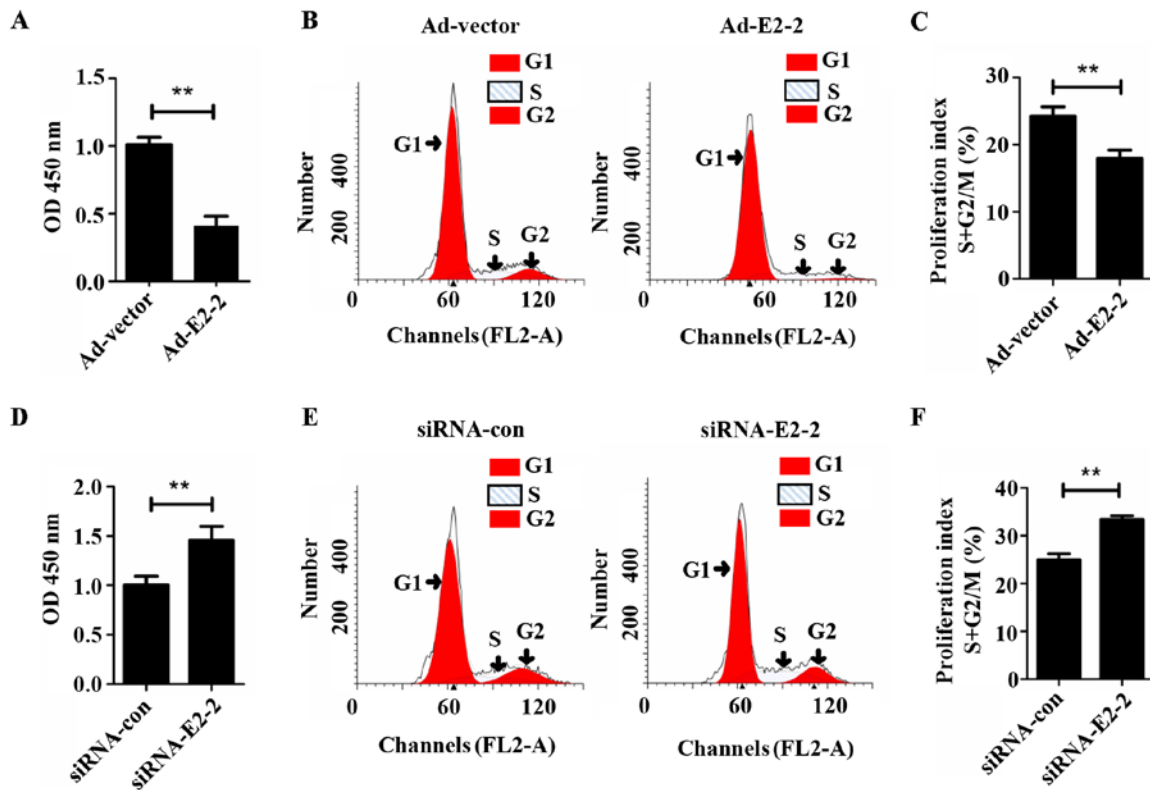 A
OD 450 nm
1.5
1.0
0.5
0.0
**
Ad-vector
Ad-E2-2
B
Ad-vector
G1
S
G2
G1
S
G2
Number
400
200
0
60
120
Channels (FL2-A)
Ad-E2-2
G1
S
G2
G1
S
G2
Number
400
200
0
60
120
Channels (FL2-A)
C
Proliferation index
S+G2/M (%)
30
20
10
0
**
Ad-vector
Ad-E2-2
D
OD 450 nm
2.0
1.5
1.0
0.5
0.0
**
siRNA-con
siRNA-E2-2
E
siRNA-con
G1
S
G2
G1
S
G2
Number
400
200
0
60
120
Channels (FL2-A)
siRNA-E2-2
G1
S
G2
G1
S
G2
Number
400
200
0
60
120
Channels (FL2-A)
F
Proliferation index
S+G2/M (%)
40
30
20
10
0
**
siRNA-con
siRNA-E2-2